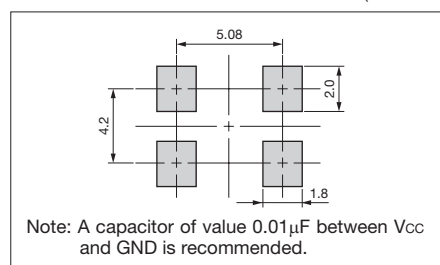 5.08
4.2
2.0
1.8
Note: A capacitor of value 0.01µF between Vcc
and GND is recommended.